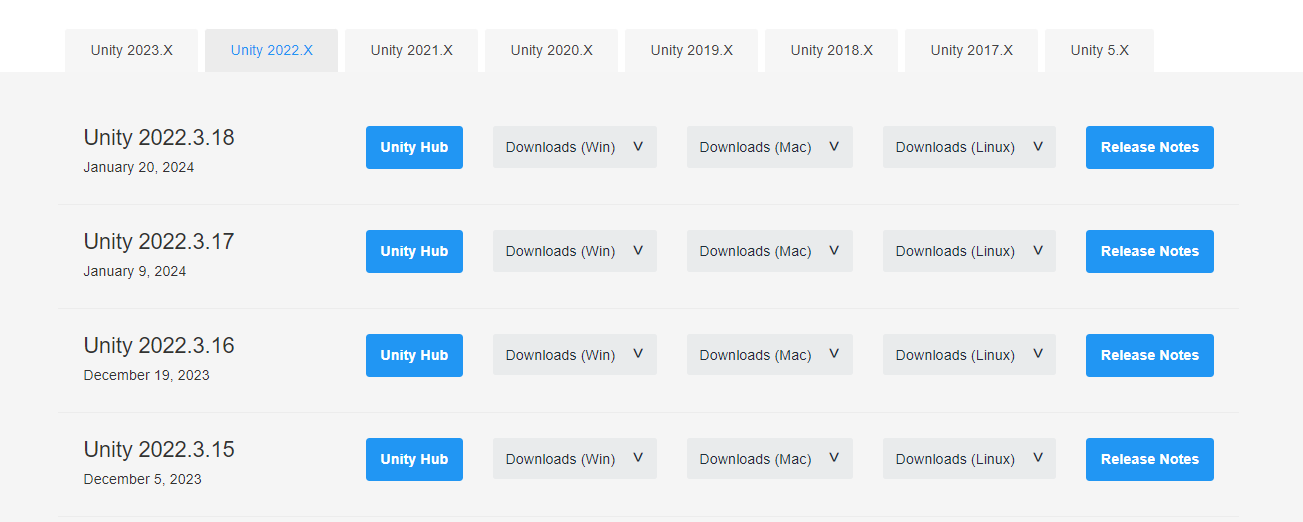 Unity 2023.X Unity 2022.X Unity 2021.X Unity 2020.X Unity 2019.X Unity 2018.X Unity 2017.X Unity 5.X
Unity 2022.3.18
January 20, 2024
Unity Hub Downloads (Win) Downloads (Mac) Downloads (Linux) Release Notes
Unity 2022.3.17
January 9, 2024
Unity Hub Downloads (Win) Downloads (Mac) Downloads (Linux) Release Notes
Unity 2022.3.16
December 19, 2023
Unity Hub Downloads (Win) Downloads (Mac) Downloads (Linux) Release Notes
Unity 2022.3.15
December 5, 2023
Unity Hub Downloads (Win) Downloads (Mac) Downloads (Linux) Release Notes